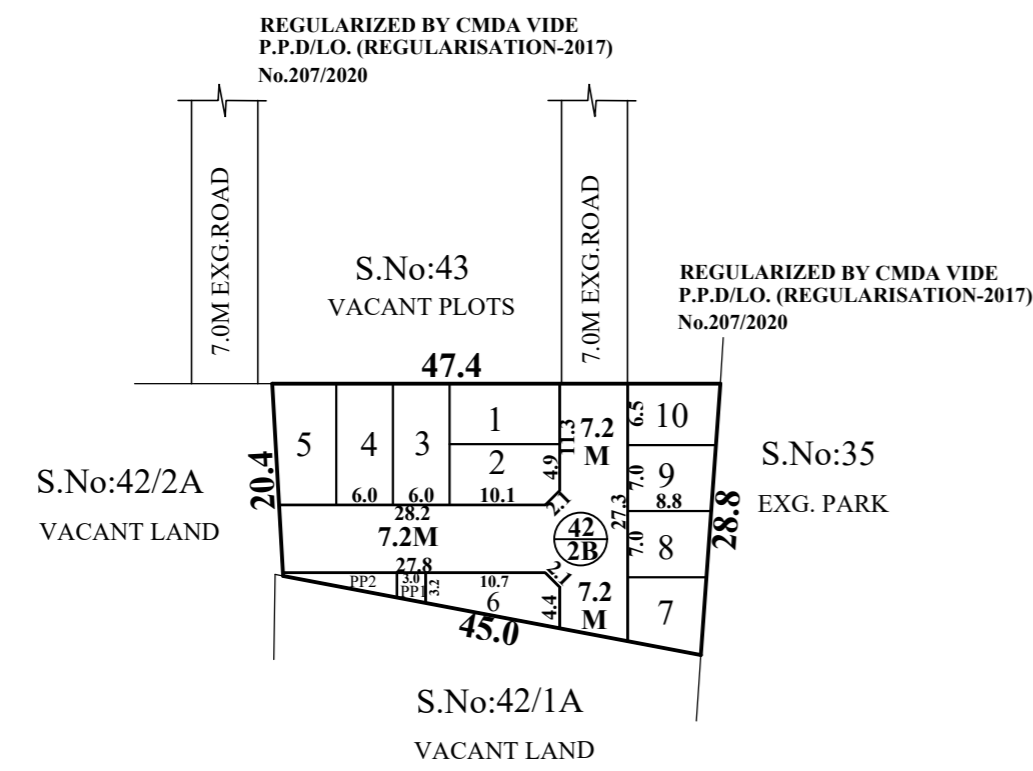 REGULARIZED BY CMDA VIDE
P.P.D/LO. (REGULARISATION-2017)
No.207/2020
7.0M EXG.ROAD
S.No:43
VACANT PLOTS
7.0M EXG.ROAD
REGULARIZED BY CMDA VIDE
P.P.D/LO. (REGULARISATION-2017)
No.207/2020
47.4
5
4
3
1
2
11.3
7.2
M
6.5
10
4.9
7.0
9
8.8
6.0
6.0
10.1
2.1
28.2
7.2M
27.8
42
2B
27.3
7.0
8
7
S.No:42/2A
VACANT LAND
20.4
S.No:35
EXG. PARK
28.8
PP2
3.0
PP1
3.2
10.7
6
2.1
4.4
7.2
M
45.0
S.No:42/1A
VACANT LAND